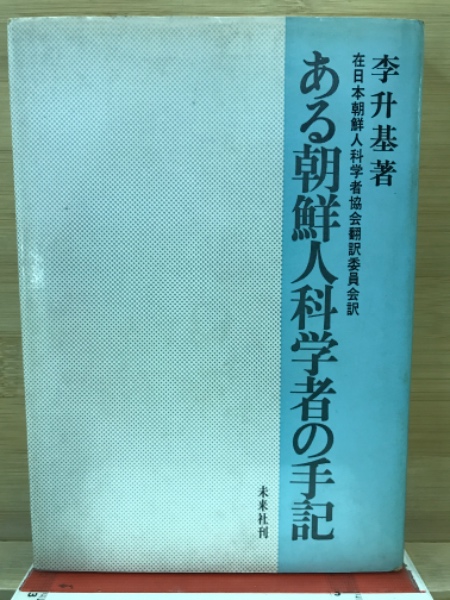 李升基著
在日本朝鮮人科学者協会翻訳委員会訳
ある朝鮮人科学者の手記
未来社刊